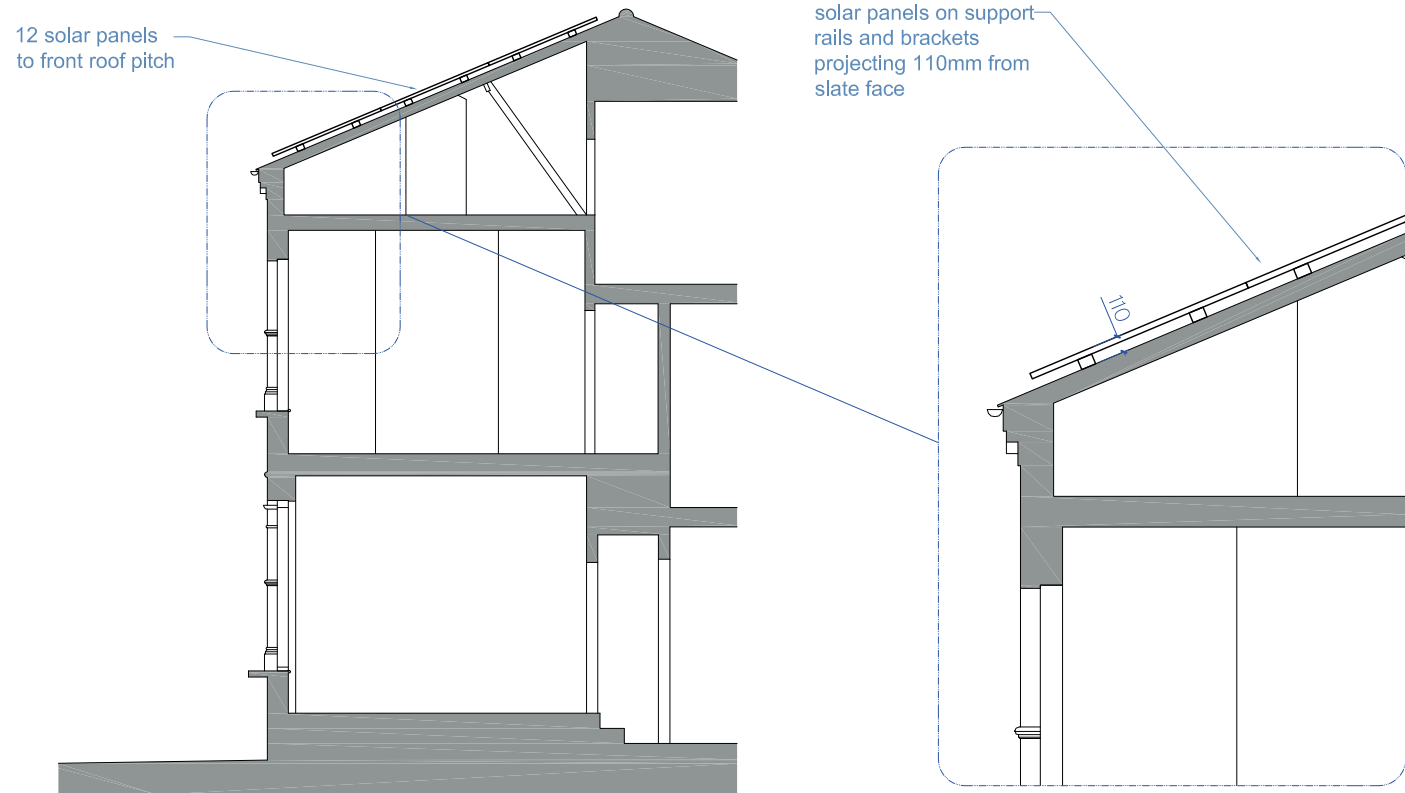 12 solar panels
to front roof pitch
solar panels on support
rails and brackets
projecting 110mm from
slate face
110